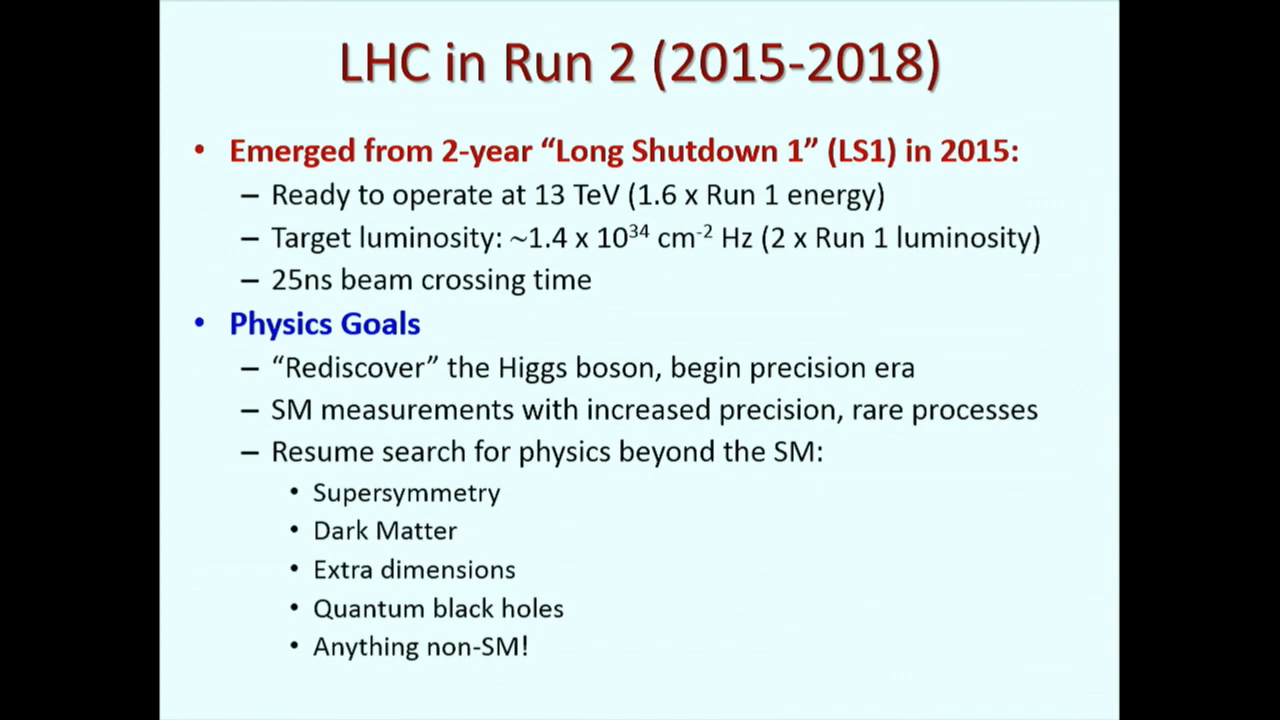 LHC in Run 2 (2015-2018)
• Emerged from 2-year “Long Shutdown 1” (LS1) in 2015:
– Ready to operate at 13 TeV (1.6 x Run 1 energy)
– Target luminosity: ~1.4 x 10³⁴ cm⁻² Hz (2 x Run 1 luminosity)
– 25ns beam crossing time
• Physics Goals
– “Rediscover” the Higgs boson, begin precision era
– SM measurements with increased precision, rare processes
– Resume search for physics beyond the SM:
• Supersymmetry
• Dark Matter
• Extra dimensions
• Quantum black holes
• Anything non-SM!